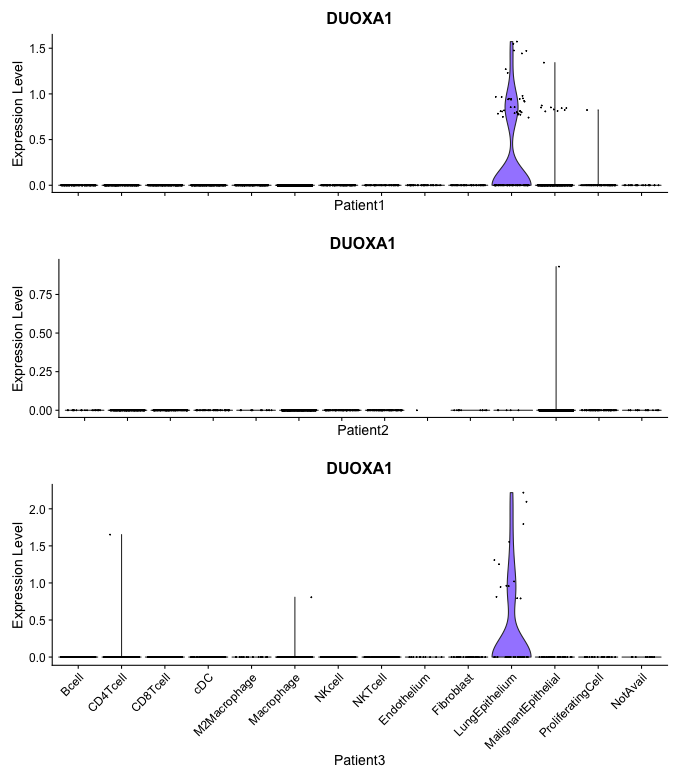 DUOXA1
Expression Level
1.5
1.0
0.5
0.0
Patient1
DUOXA1
Expression Level
0.75
0.50
0.25
0.00
Patient2
DUOXA1
Expression Level
2.0
1.5
1.0
0.5
0.0
Bcell
CD4Tcell
CD8Tcell
cDC
M2Macrophage
Macrophage
NKcell
NKTcell
Endothelium
Fibroblast
LungEpithelium
MalignantEpithelial
ProliferatingCell
NotAvail
Patient3